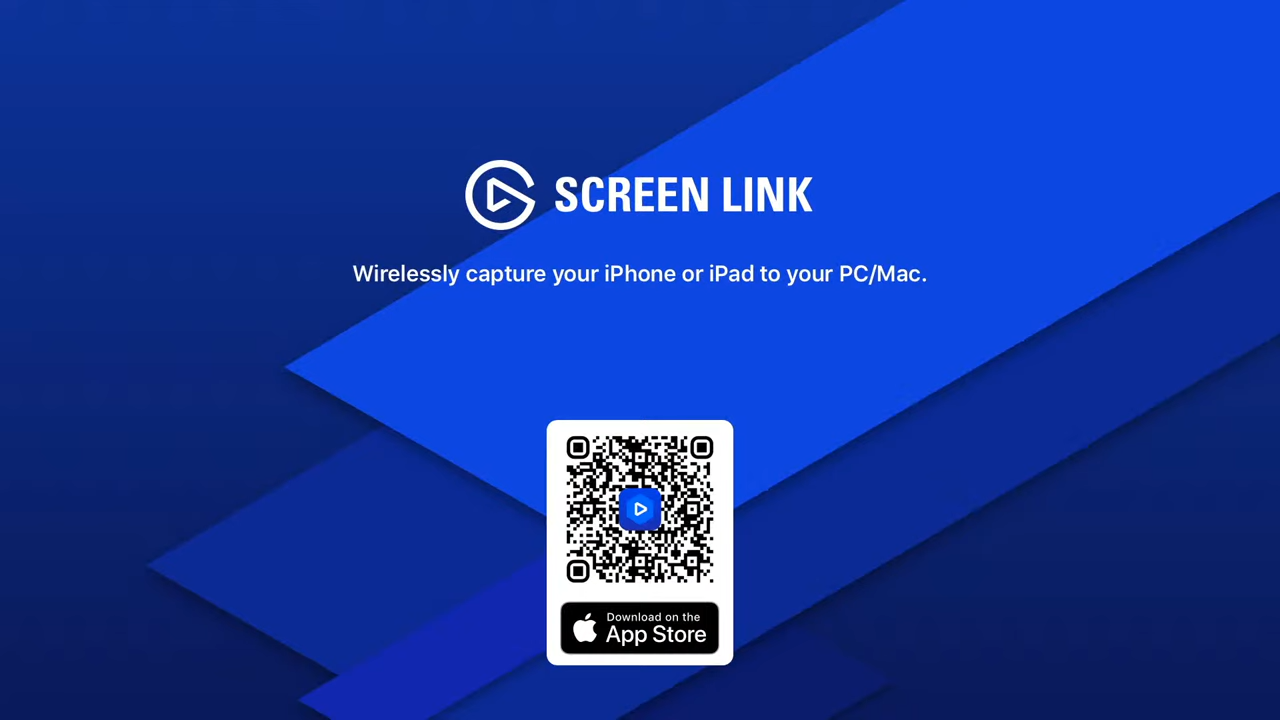 SCREEN LINK
Wirelessly capture your iPhone or iPad to your PC/Mac.
Download on the
App Store